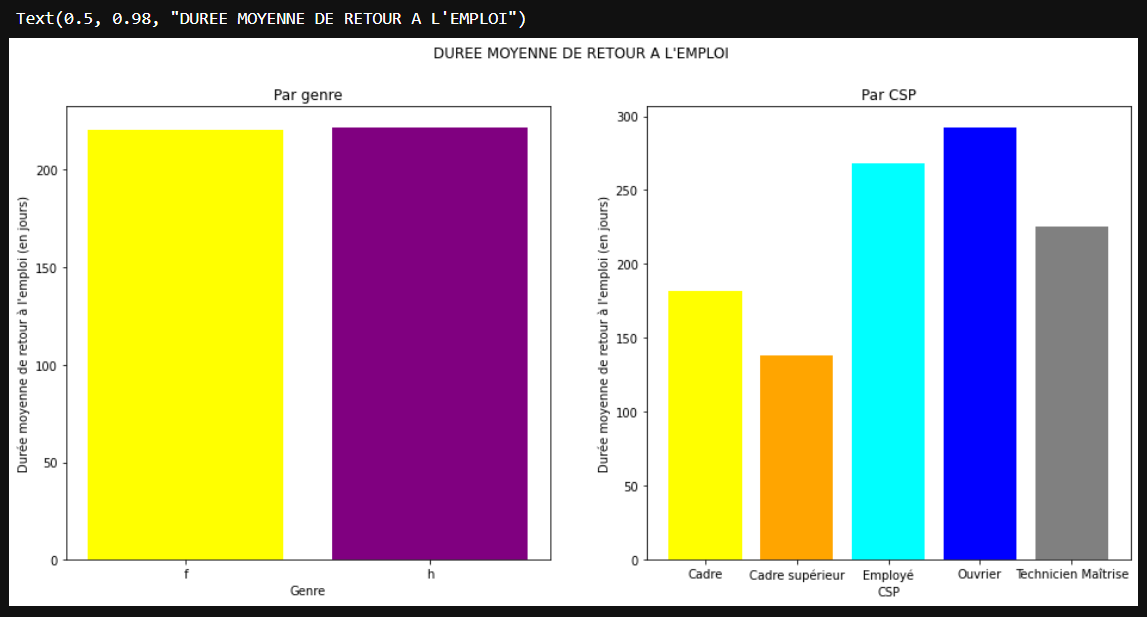 Text(0.5, 0.98, "DUREE MOYENNE DE RETOUR A L'EMPLOI")
DUREE MOYENNE DE RETOUR A L'EMPLOI
Par genre
Durée moyenne de retour à l'emploi (en jours)
200
150
100
50
0
f
h
Genre
Par CSP
Durée moyenne de retour à l'emploi (en jours)
300
250
200
150
100
50
0
Cadre
Cadre supérieur
Employé
Ouvrier
Technicien Maîtrise
CSP